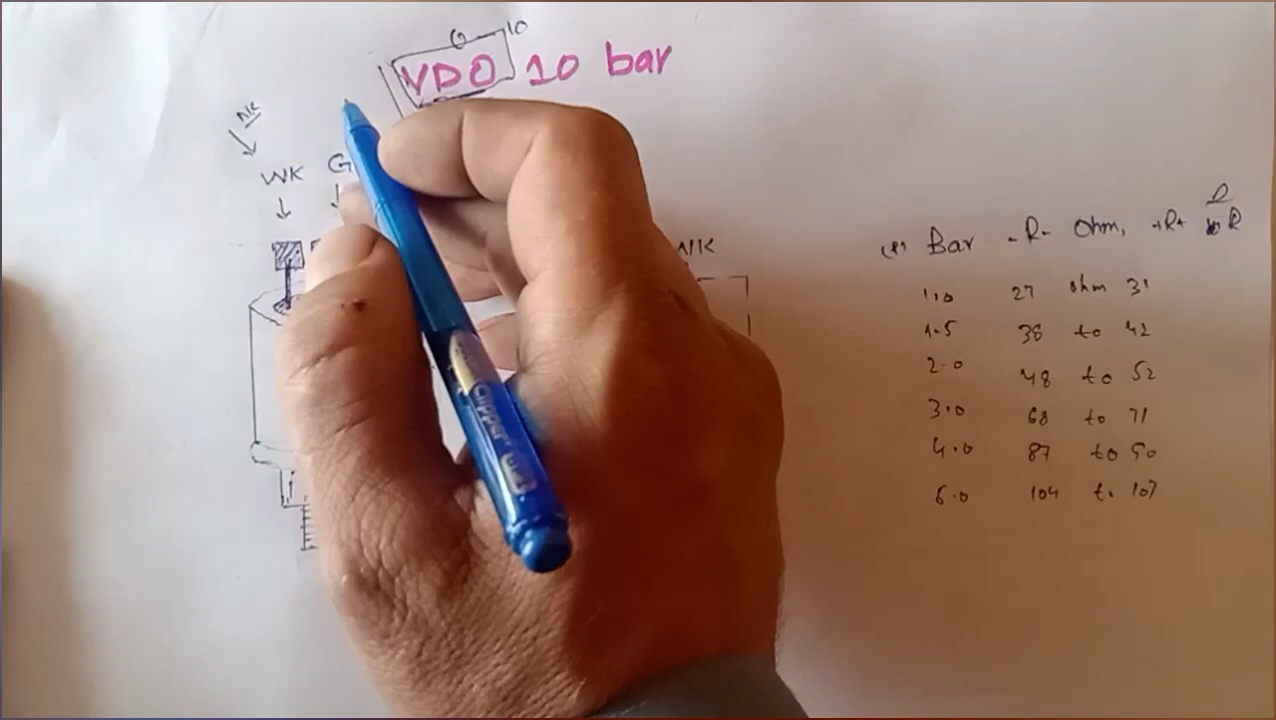 0 10
VDO 10 bar
N/K
WK G
N/K
(P) Bar -R- Ohm, +R+
1.0 27 ohm 31
1.5 38 to 42
2.0 48 to 52
3.0 68 to 71
4.0 87 to 90
6.0 104 to 107
Clipper